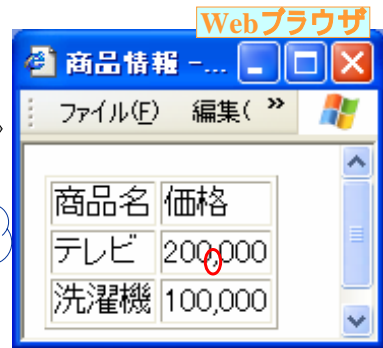 Webブラウザ
商品情報 -...
ファイル(F) 編集( »
商品名 価格
テレビ 200,000
洗濯機 100,000